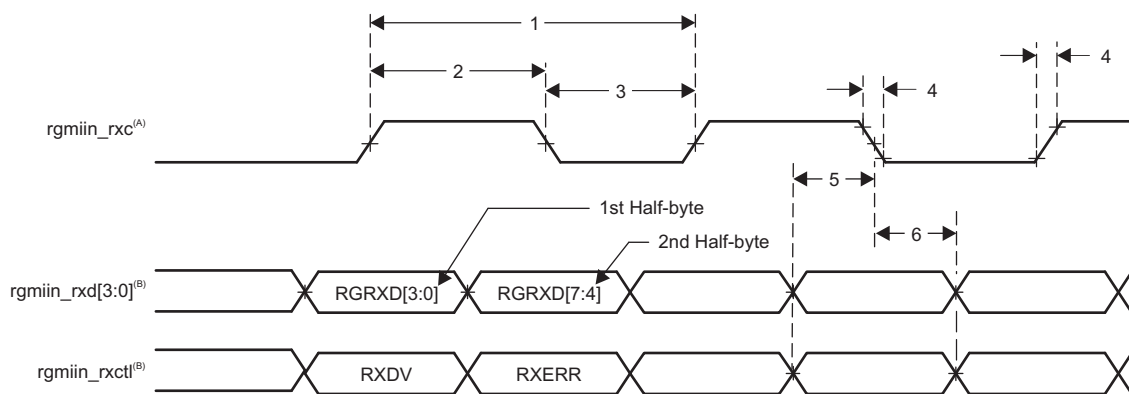 1
2
3
4
4
rgmiin_rxc(A)
5
1st Half-byte
6
2nd Half-byte
rgmiin_rxd[3:0](B)
RGRXD[3:0]
RGRXD[7:4]
rgmiin_rxctl(B)
RXDV
RXERR